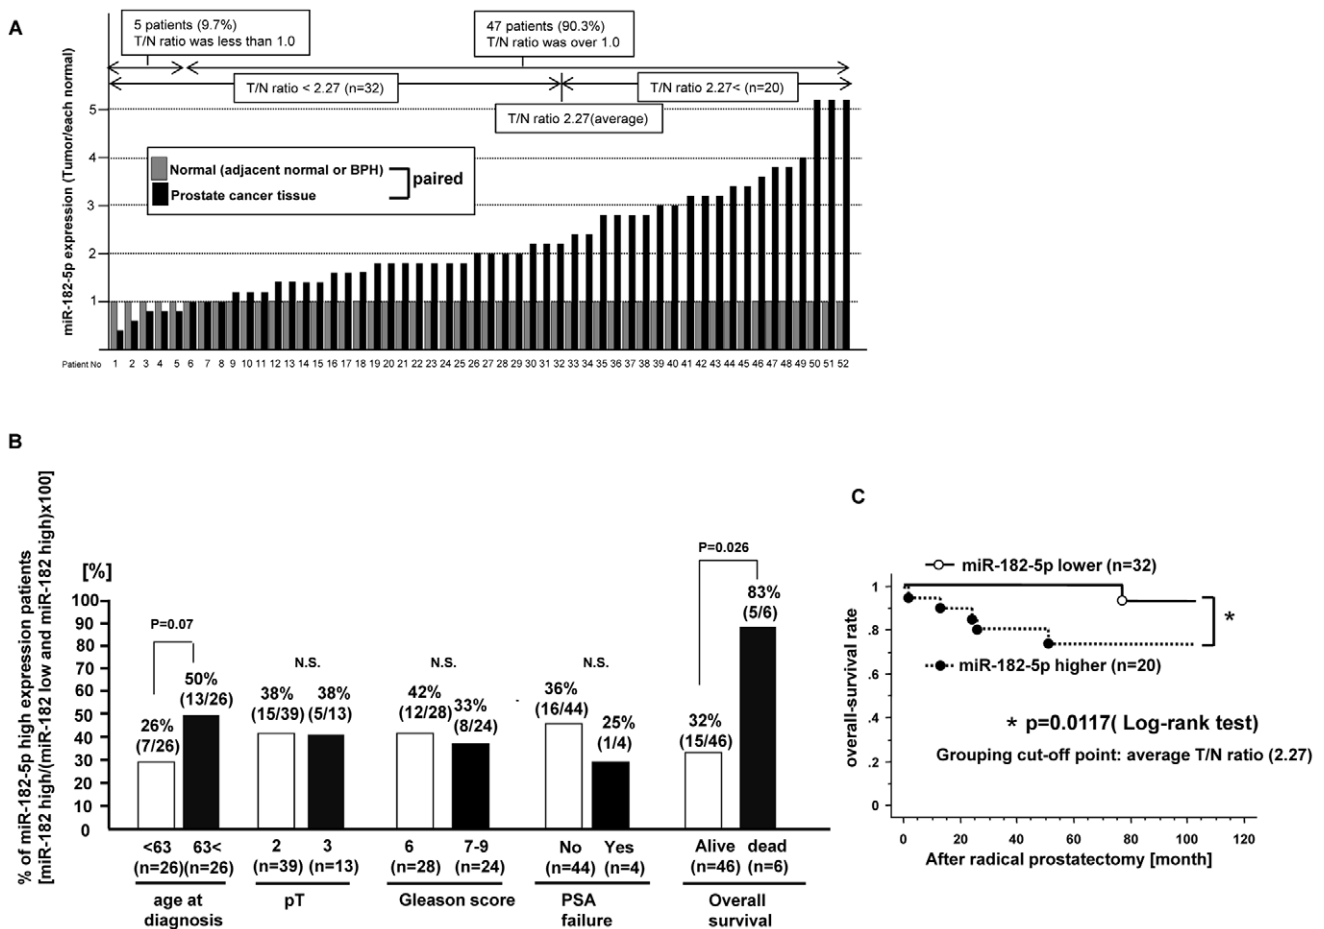 A
5 patients (9.7%)
T/N ratio was less than 1.0
47 patients (90.3%)
T/N ratio was over 1.0
T/N ratio < 2.27 (n=32)
T/N ratio 2.27< (n=20)
T/N ratio 2.27(average)
miR-182-5p expression (Tumor/each normal)
5
4
3
2
1
Normal (adjacent normal or BPH)
Prostate cancer tissue
paired
Patient No 1 2 3 4 5 6 7 8 9 10 11 12 13 14 15 16 17 18 19 20 21 22 23 24 25 26 27 28 29 30 31 32 33 34 35 36 37 38 39 40 41 42 43 44 45 46 47 48 49 50 51 52
B
% of miR-182-5p high expression patients
[miR-182 high/(miR-182 low and miR-182 high)x100]
[%]
100
90
80
70
60
50
40
30
20
10
0
P=0.07
26%
(7/26)
50%
(13/26)
N.S.
38%
(15/39)
38%
(5/13)
N.S.
42%
(12/28)
33%
(8/24)
N.S.
36%
(16/44)
25%
(1/4)
P=0.026
32%
(15/46)
83%
(5/6)
<63 63<
(n=26) (n=26)
age at
diagnosis
2 3
(n=39) (n=13)
pT
6 7-9
(n=28) (n=24)
Gleason score
No Yes
(n=44) (n=4)
PSA
failure
Alive dead
(n=46) (n=6)
Overall
survival
C
miR-182-5p lower (n=32)
overall-survival rate
1
.8
.6
.4
.2
0
*
miR-182-5p higher (n=20)
* p=0.0117( Log-rank test)
Grouping cut-off point: average T/N ratio (2.27)
0 20 40 60 80 100 120
After radical prostatectomy [month]